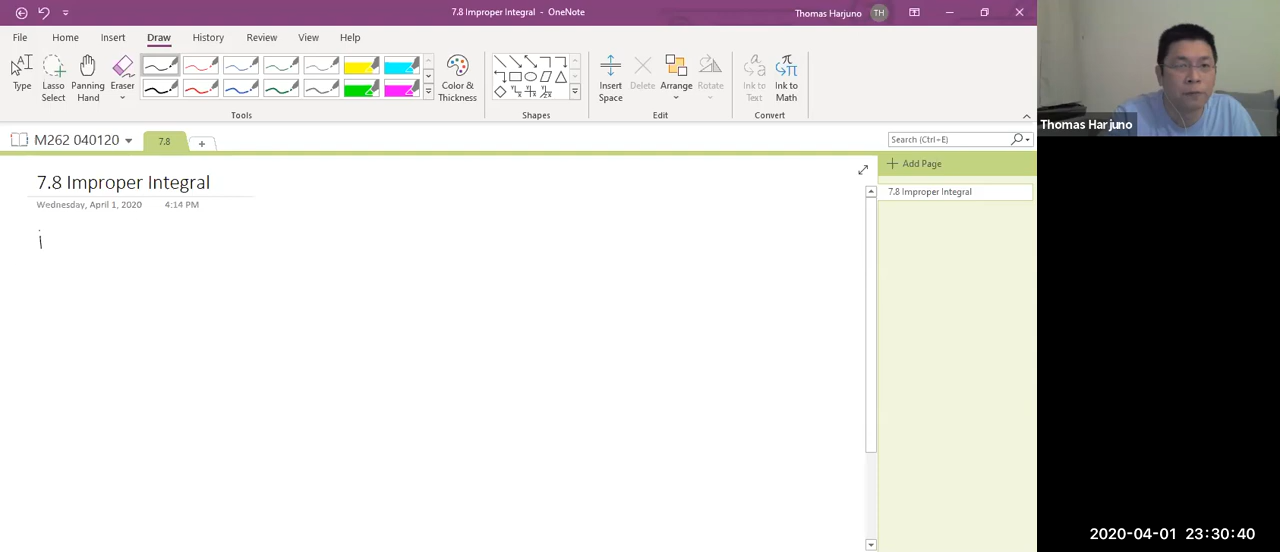 7.8 Improper Integral - OneNote
Thomas Harjuno TH
File Home Insert Draw History Review View Help
Type
Lasso Select
Panning Hand
Eraser
Color & Thickness
Insert Space
Delete
Arrange
Rotate
Ink to Text
Ink to Math
Tools Shapes Edit Convert
M262 040120 7.8
Search (Ctrl+E)
Add Page
7.8 Improper Integral
7.8 Improper Integral
Wednesday, April 1, 2020 4:14 PM
i
Thomas Harjuno
2020-04-01 23:30:40